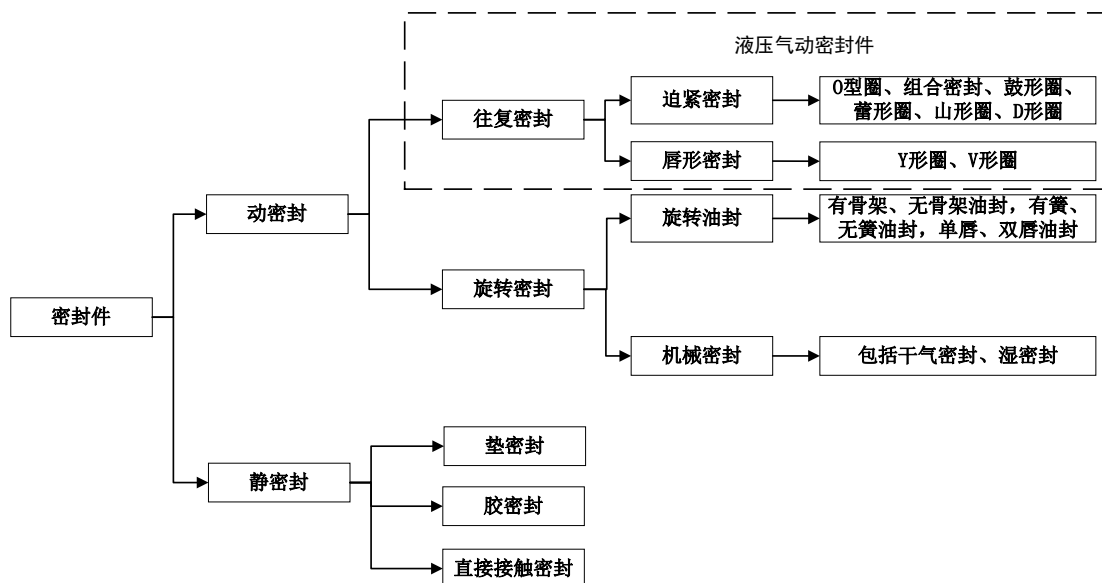 液压气动密封件
往复密封
迫紧密封
O型圈、组合密封、鼓形圈、
蕾形圈、山形圈、D形圈
唇形密封
Y形圈、V形圈
动密封
旋转油封
有骨架、无骨架油封，有簧、
无簧油封，单唇、双唇油封
旋转密封
密封件
机械密封
包括干气密封、湿密封
垫密封
静密封
胶密封
直接接触密封